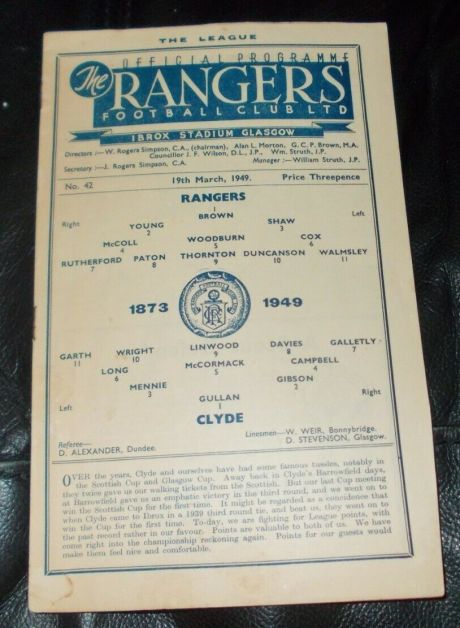 THE LEAGUE
OFFICIAL PROGRAMME
The RANGERS
FOOTBALL CLUB LTD
IBROX STADIUM GLASGOW
Directors :- W. Rogers Simpson, C.A., (chairman), Alan L. Morton, G. C. P. Brown, M.A.
Councillor J. F. Wilson, D.L., J.P., Wm. Struth, J.P.
Secretary :- J. Rogers Simpson, C.A. Manager :- William Struth, J.P.
No. 42 19th March, 1949. Price Threepence
RANGERS
1
BROWN
Right Left
YOUNG SHAW
2 3
McCOLL WOODBURN COX
4 5 6
RUTHERFORD PATON THORNTON DUNCANSON WALMSLEY
7 8 9 10 11
1873 1949
GARTH WRIGHT LINWOOD DAVIES GALLETLY
11 10 9 8 7
LONG McCORMACK CAMPBELL
6 5 4
MENNIE GIBSON
3 2
Left Right
GULLAN
1
CLYDE
Referee—
D. ALEXANDER, Dundee.
Linesmen—W. WEIR, Bonnybridge.
D. STEVENSON, Glasgow.
OVER the years, Clyde and ourselves have had some famous tussles, notably in
the Scottish Cup and Glasgow Cup. Away back in Clyde's Barrowfield days,
they twice gave us our walking tickets from the Scottish. But our last Cup meeting
at Barrowfield gave us an emphatic victory in the third round, and we went on to
win the Scottish Cup for the first time. It might be regarded as a coincidence that
when Clyde came to Ibrox in a 1939 third round tie, and beat us, they went on to
win the Cup for the first time. To-day, we are fighting for League points, with
the past record rather in our favour. Points are valuable to both of us. We have
come right into the championship reckoning again. Points for our guests would
make them feel nice and comfortable.